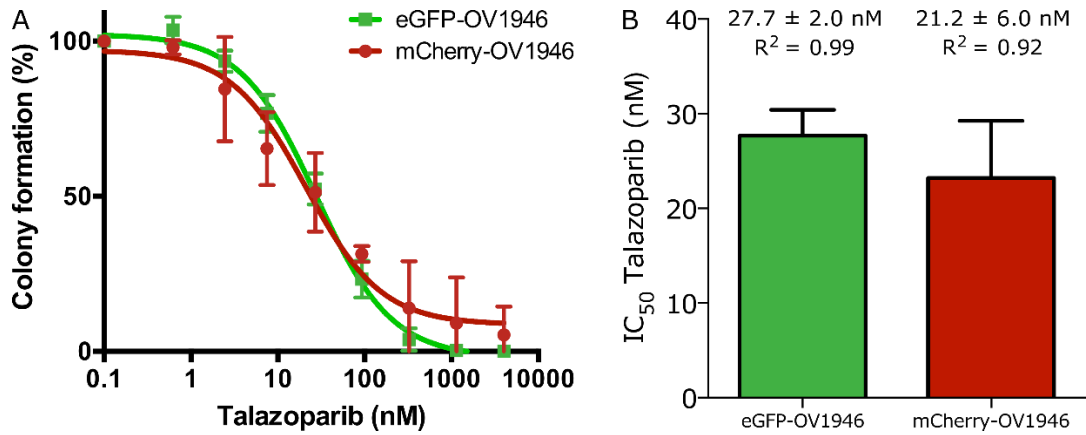 A
eGFP-OV1946
mCherry-OV1946
Colony formation (%)
100
50
0
0.1
1
10
100
1000
10000
Talazoparib (nM)
B
27.7 ± 2.0 nM
R² = 0.99
21.2 ± 6.0 nM
R² = 0.92
IC₅₀ Talazoparib (nM)
40
30
20
10
0
eGFP-OV1946
mCherry-OV1946